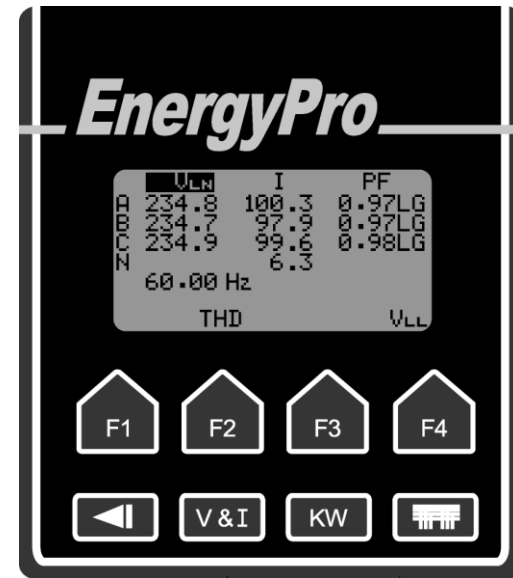 EnergyPro
VLN I PF
A 234.8 100.3 0.97LG
B 234.7 97.9 0.97LG
C 234.9 99.6 0.98LG
N 6.3
60.00 Hz
THD VLL
F1 F2 F3 F4
V & I KW